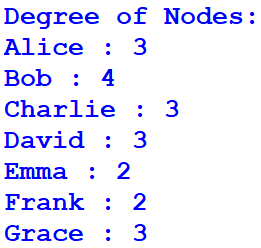 Degree of Nodes:
Alice : 3
Bob : 4
Charlie : 3
David : 3
Emma : 2
Frank : 2
Grace : 3